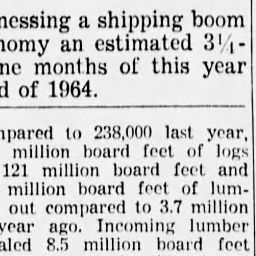 nessing a shipping boom
nomy an estimated 3¼-
ne months of this year
d of 1964.
npared to 238,000 last year,
million board feet of logs
121 million board feet and
million board feet of lum-
out compared to 3.7 million
year ago. Incoming lumber
aled 8.5 million board feet